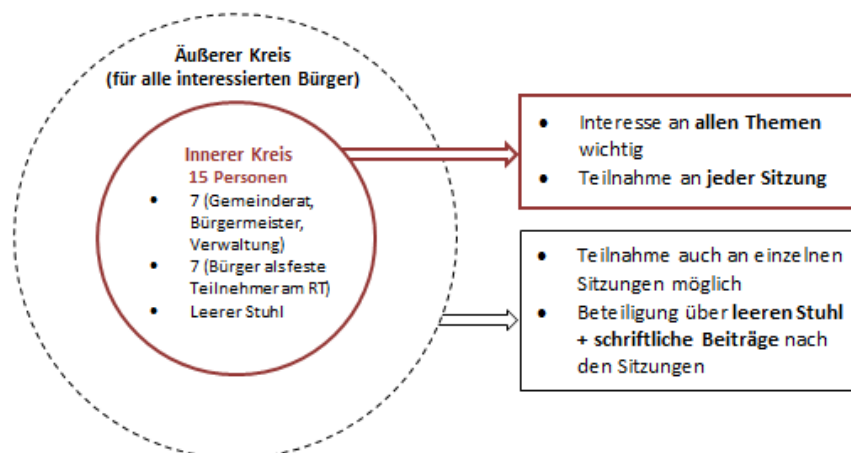 Äußerer Kreis
(für alle interessierten Bürger)
Innerer Kreis
15 Personen
• 7 (Gemeinderat,
Bürgermeister,
Verwaltung)
• 7 (Bürger als feste
Teilnehmer am RT)
• Leerer Stuhl
• Interesse an allen Themen
wichtig
• Teilnahme an jeder Sitzung
• Teilnahme auch an einzelnen
Sitzungen möglich
• Beteiligung über leeren Stuhl
+ schriftliche Beiträge nach
den Sitzungen